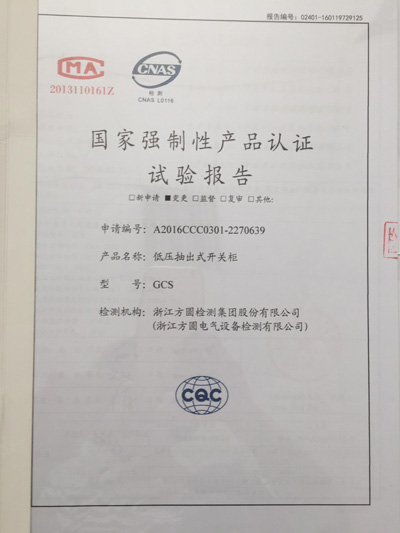 报告编号：02401-160119729125
MA
CNAS
2013110161Z
检测
CNAS L0116
国家强制性产品认证
试验报告
□新申请 ■变更 □监督 □复审 □其他:
申请编号：A2016CCC0301-2270639
产品名称：低压抽出式开关柜
型 号：GCS
检测机构：浙江方圆检测集团股份有限公司
(浙江方圆电气设备检测有限公司)
CQC